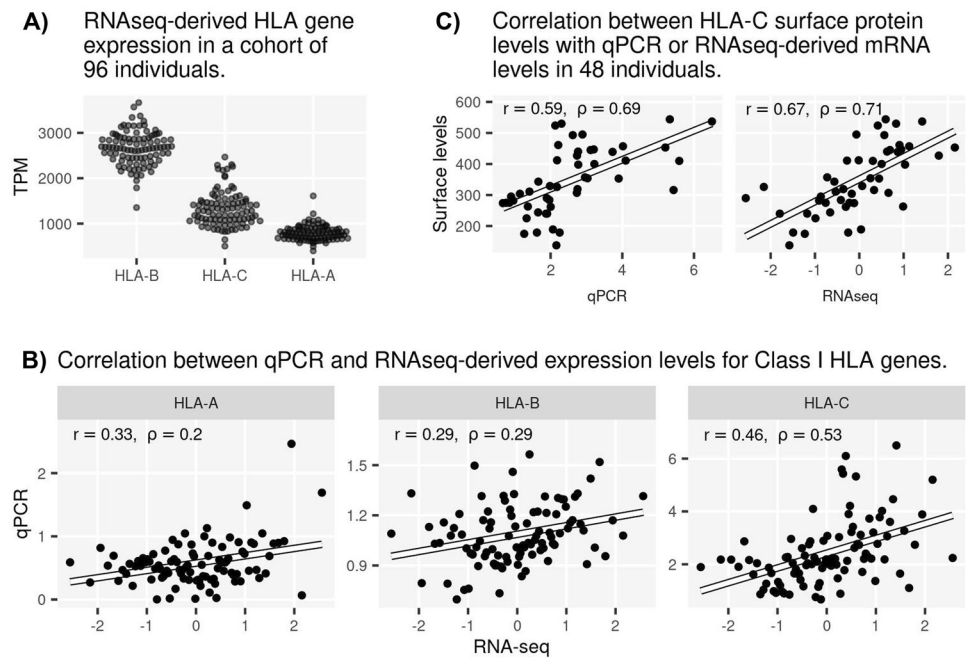 A) RNAseq-derived HLA gene
expression in a cohort of
96 individuals.
3000
2000
1000
TPM
HLA-B HLA-C HLA-A
C) Correlation between HLA-C surface protein
levels with qPCR or RNAseq-derived mRNA
levels in 48 individuals.
r = 0.59, ρ = 0.69
r = 0.67, ρ = 0.71
600
500
400
300
200
Surface levels
2 4 6
qPCR
-2 -1 0 1 2
RNAseq
B) Correlation between qPCR and RNAseq-derived expression levels for Class I HLA genes.
HLA-A
r = 0.33, ρ = 0.2
2
1
0
qPCR
-2 -1 0 1 2
HLA-B
r = 0.29, ρ = 0.29
1.5
1.2
0.9
-2 -1 0 1 2
HLA-C
r = 0.46, ρ = 0.53
6
4
2
-2 -1 0 1 2
RNA-seq